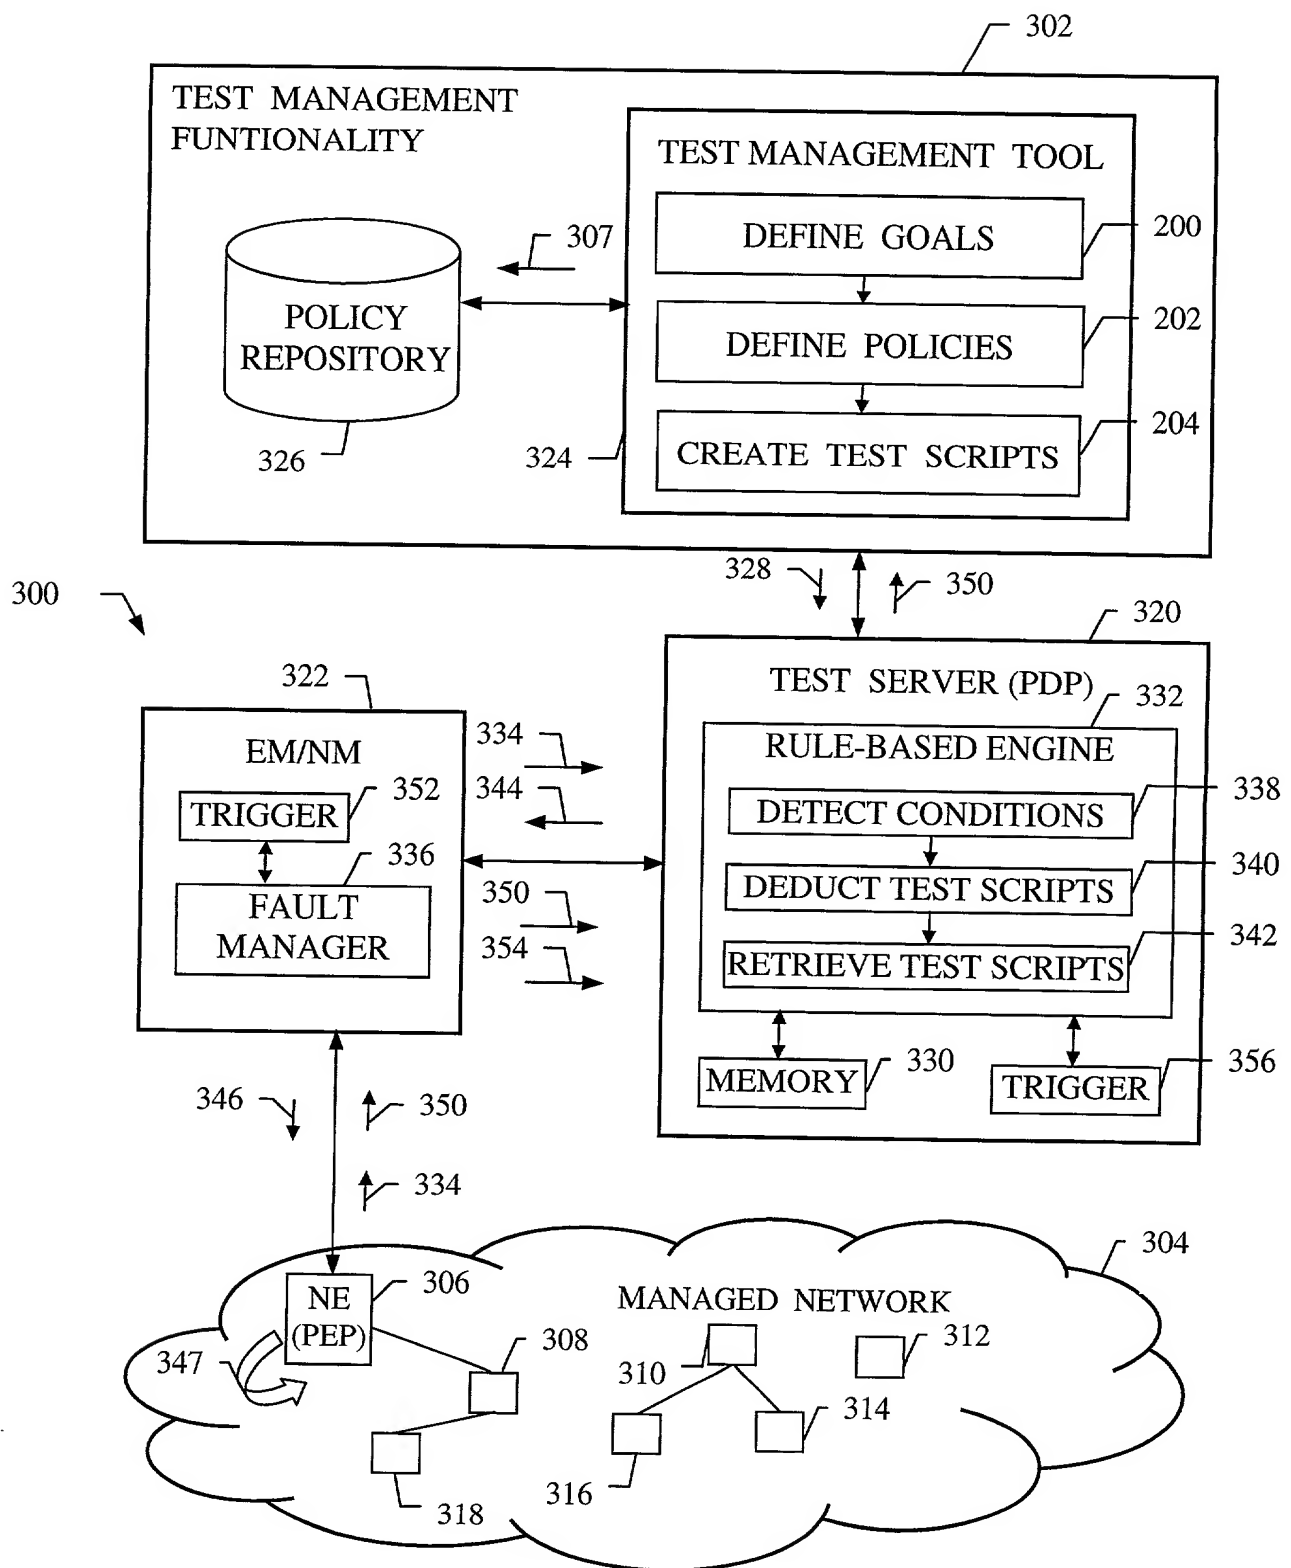 302
TEST MANAGEMENT
FUNTIONALITY
TEST MANAGEMENT TOOL
307
DEFINE GOALS
200
POLICY
REPOSITORY
DEFINE POLICIES
202
326
324
CREATE TEST SCRIPTS
204
328
350
300
320
322
TEST SERVER (PDP)
332
EM/NM
334
RULE-BASED ENGINE
TRIGGER
352
344
DETECT CONDITIONS
338
336
FAULT
MANAGER
350
DEDUCT TEST SCRIPTS
340
354
RETRIEVE TEST SCRIPTS
342
MEMORY
330
TRIGGER
356
346
350
334
304
NE
(PEP)
306
MANAGED NETWORK
347
308
310
312
314
316
318